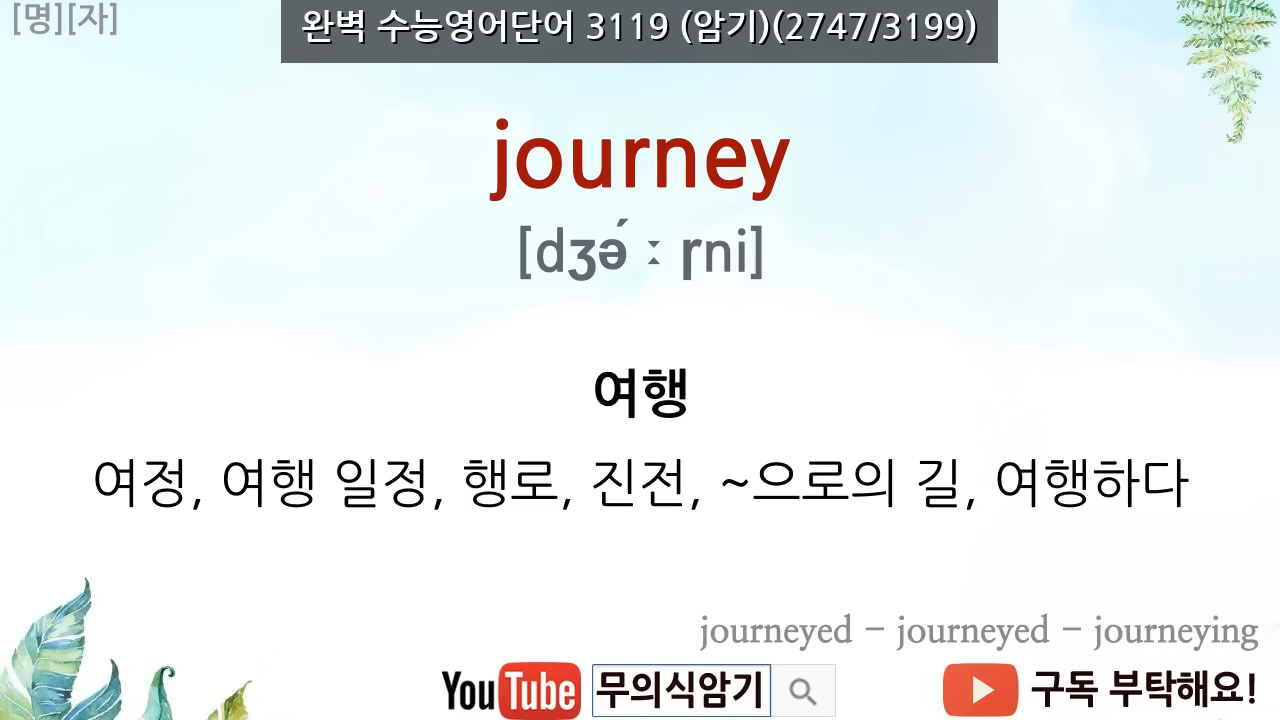 [명][자]
완벽 수능영어단어 3119 (암기)(2747/3199)
journey
[dʒə́ːrni]
여행
여정, 여행 일정, 행로, 진전, ~으로의 길, 여행하다
journeyed - journeyed - journeying
YouTube 무의식암기 구독 부탁해요!